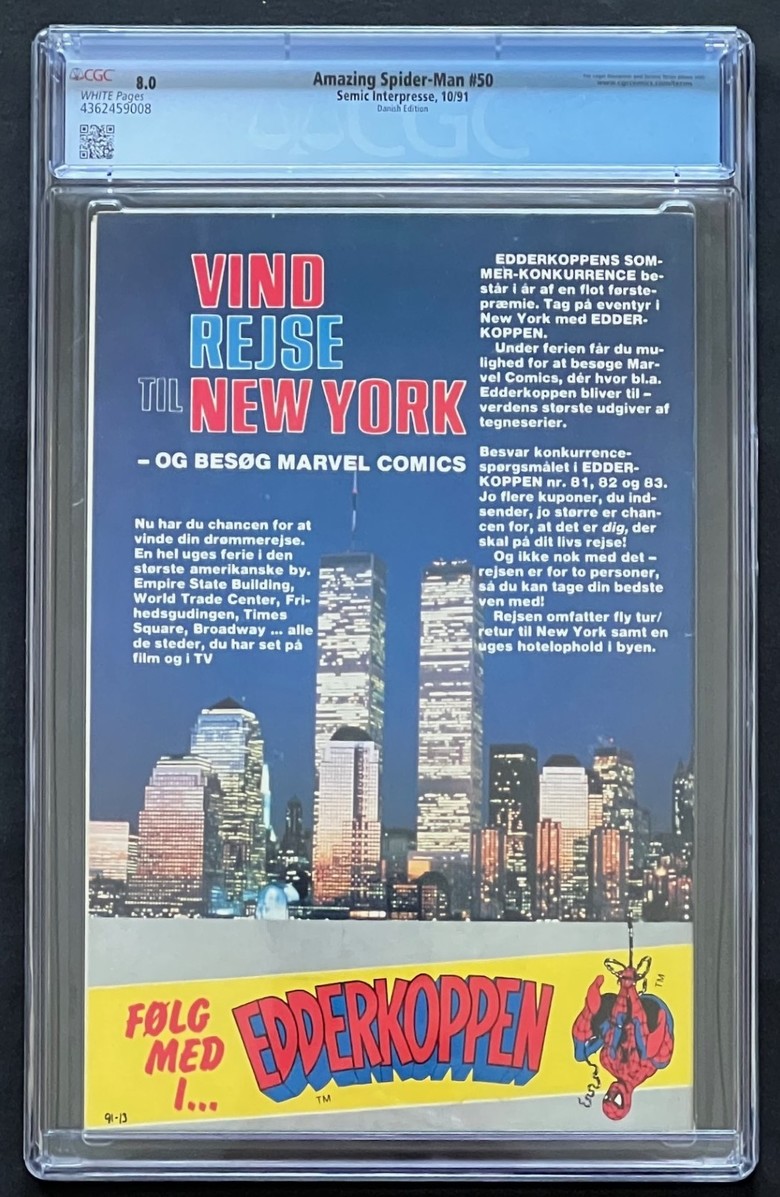 CGC 8.0
WHITE Pages
4362459008
Amazing Spider-Man #50
Semic Interpresse, 10/91
Danish Edition
www.cgccomics.com/terms
CGC
VIND
REJSE
TIL NEW YORK
– OG BESØG MARVEL COMICS
Nu har du chancen for at
vinde din drømmerejse.
En hel uges ferie i den
største amerikanske by.
Empire State Building,
World Trade Center, Fri-
hedsgudingen, Times
Square, Broadway ... alle
de steder, du har set på
film og i TV
EDDERKOPPENS SOM-
MER-KONKURRENCE be-
står i år af en flot første-
præmie. Tag på eventyr i
New York med EDDER-
KOPPEN.
Under ferien får du mu-
lighed for at besøge Mar-
vel Comics, dér hvor bl.a.
Edderkoppen bliver til –
verdens største udgiver af
tegneserier.
Besvar konkurrence-
spørgsmålet i EDDER-
KOPPEN nr. 81, 82 og 83.
Jo flere kuponer, du ind-
sender, jo større er chan-
cen for, at det er dig, der
skal på dit livs rejse!
Og ikke nok med det –
rejsen er for to personer,
så du kan tage din bedste
ven med!
Rejsen omfatter fly tur/
retur til New York samt en
uges hotelophold i byen.
FØLG
MED
I...
EDDERKOPPEN
TM
TM
91-13